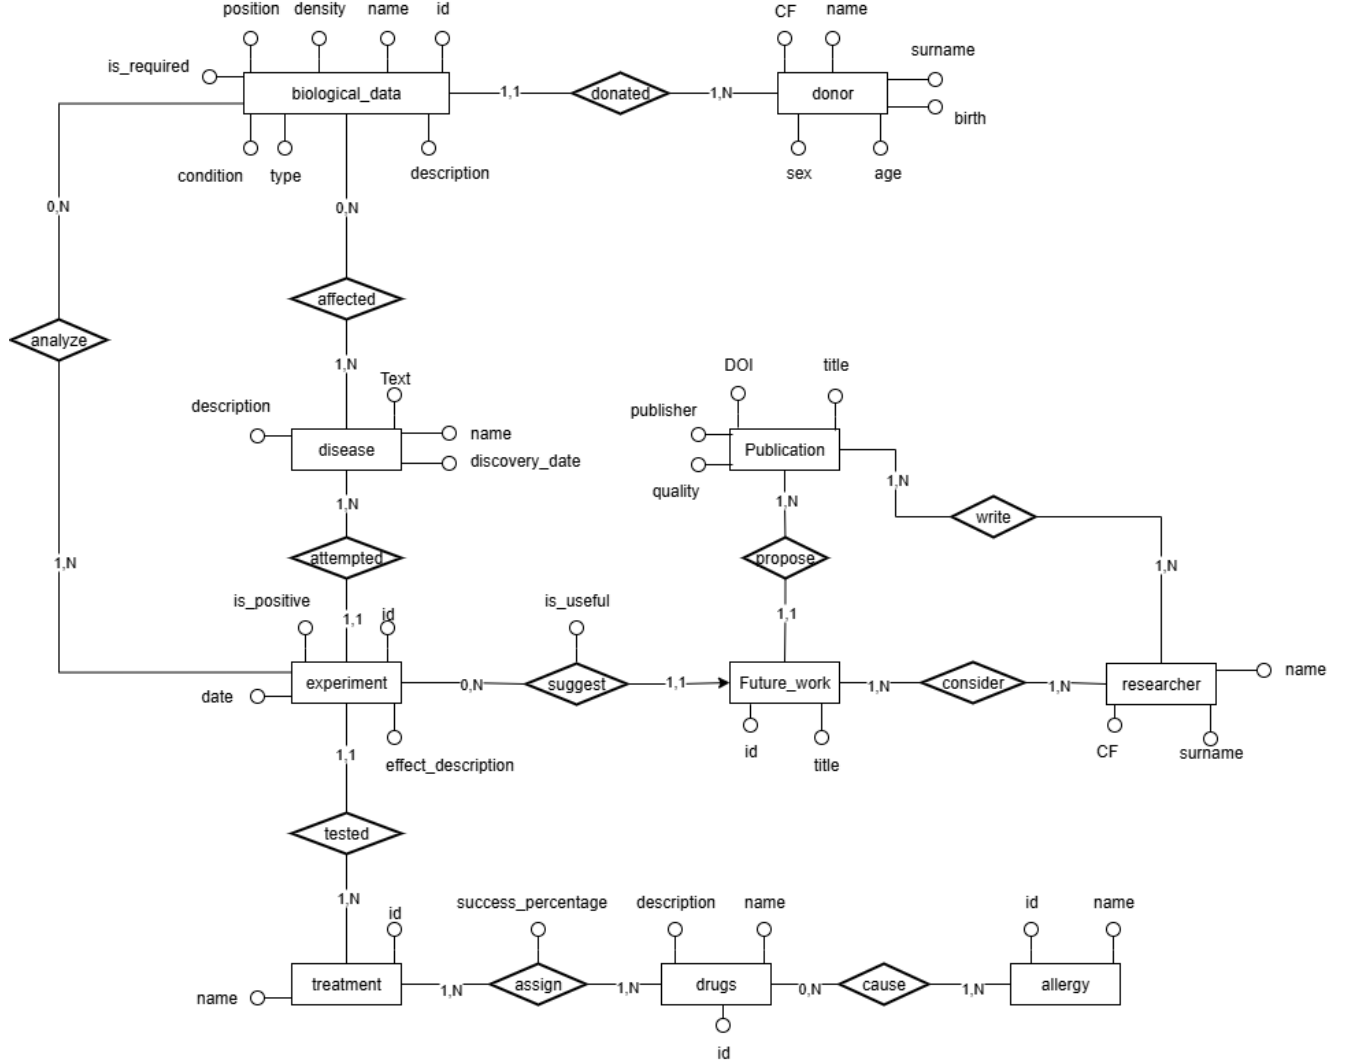 position density name id CF name
surname
is_required
biological_data 1,1 donated 1,N donor
birth
condition type description sex age
0,N 0,N
affected
analyze
1,N
Text
DOI title
description
publisher
name
disease
Publication
discovery_date
quality
1,N 1,N 1,N
write
attempted
propose
1,N 1,N
is_positive id is_useful
1,1 1,1
name
experiment 0,N suggest 1,1 Future_work 1,N consider 1,N researcher
date
id CF surname
effect_description title
1,1
tested
1,N
id success_percentage description name id name
treatment 1,N assign 1,N drugs 0,N cause 1,N allergy
name
id